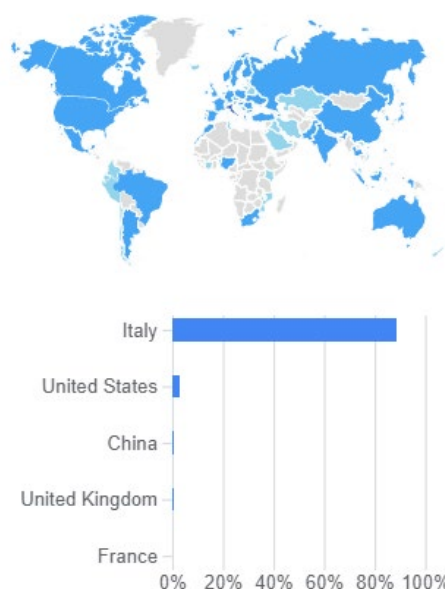 Italy
United States
China
United Kingdom
France
0% 20% 40% 60% 80% 100%